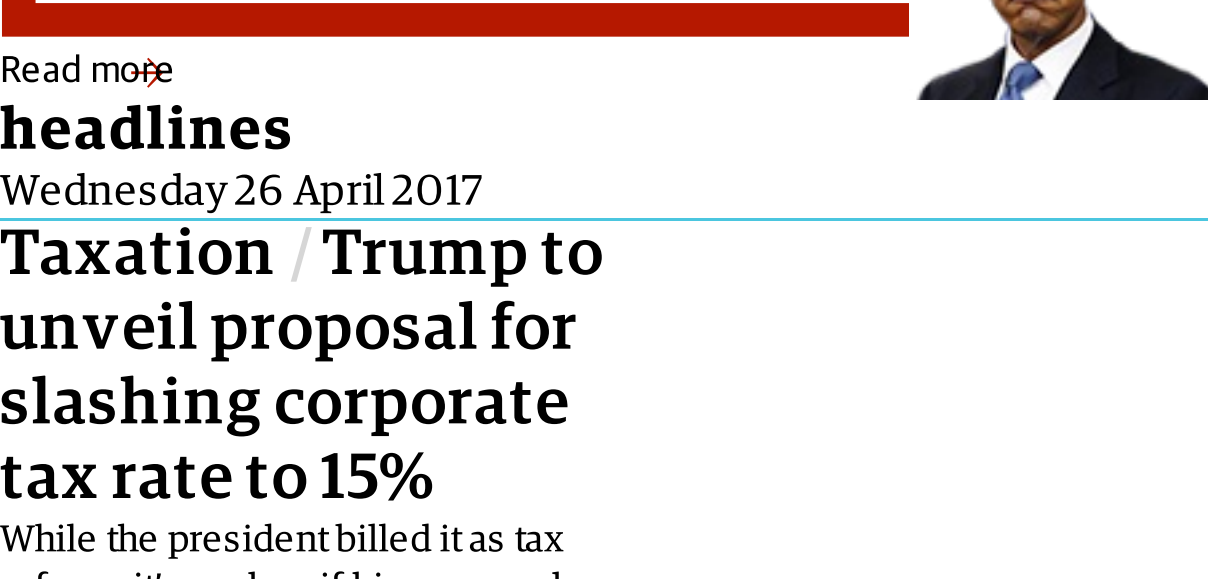 Read more
headlines
Wednesday 26 April 2017
Taxation / Trump to
unveil proposal for
slashing corporate
tax rate to 15%
While the president billed it as tax